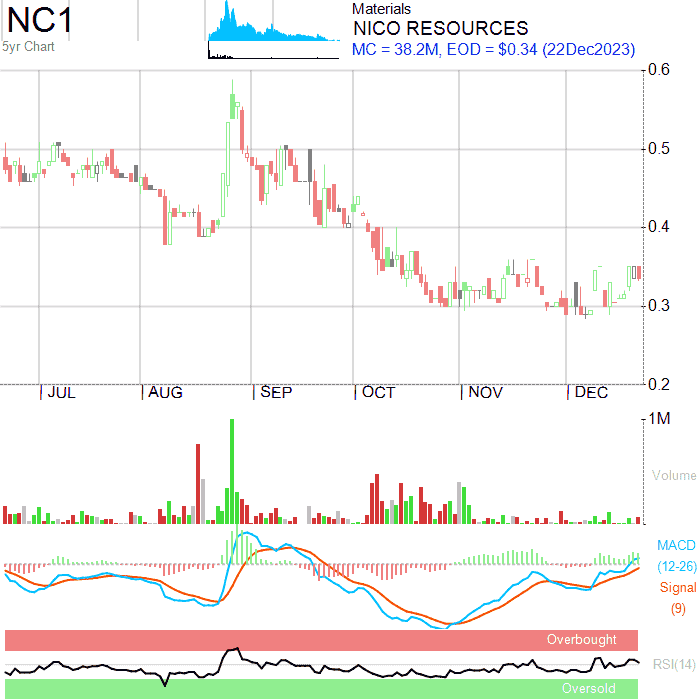 NC1
5yr Chart
Materials
NICO RESOURCES
MC = 38.2M, EOD = $0.34 (22Dec2023)
0.6
0.5
0.4
0.3
0.2
JUL AUG SEP OCT NOV DEC
1M
Volume
MACD
(12-26)
Signal
(9)
Overbought
RSI(14)
Oversold